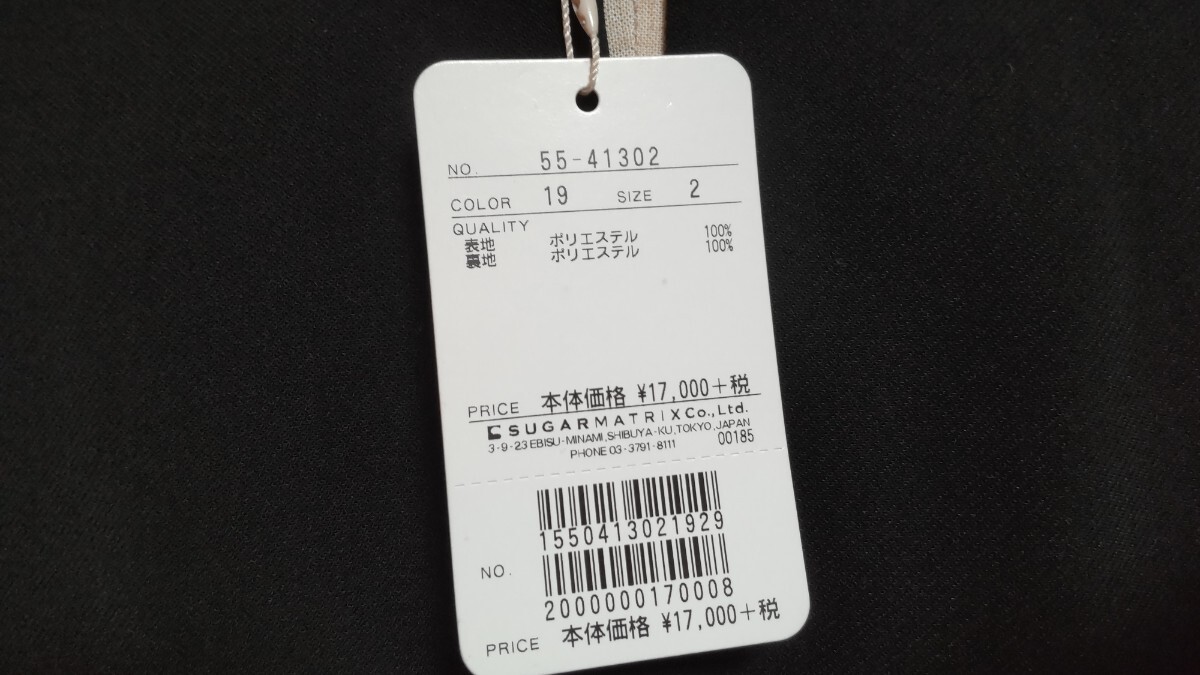 NO. 55-41302
COLOR 19 SIZE 2
QUALITY
表地 ポリエステル 100%
裏地 ポリエステル 100%
PRICE 本体価格 ¥17,000+税
SUGARMATRIX Co., Ltd.
3-9-23 EBISU-MINAMI, SHIBUYA-KU, TOKYO, JAPAN
PHONE 03-3791-8111 00185
1550413021929
NO.
2000000170008
PRICE 本体価格 ¥17,000+税